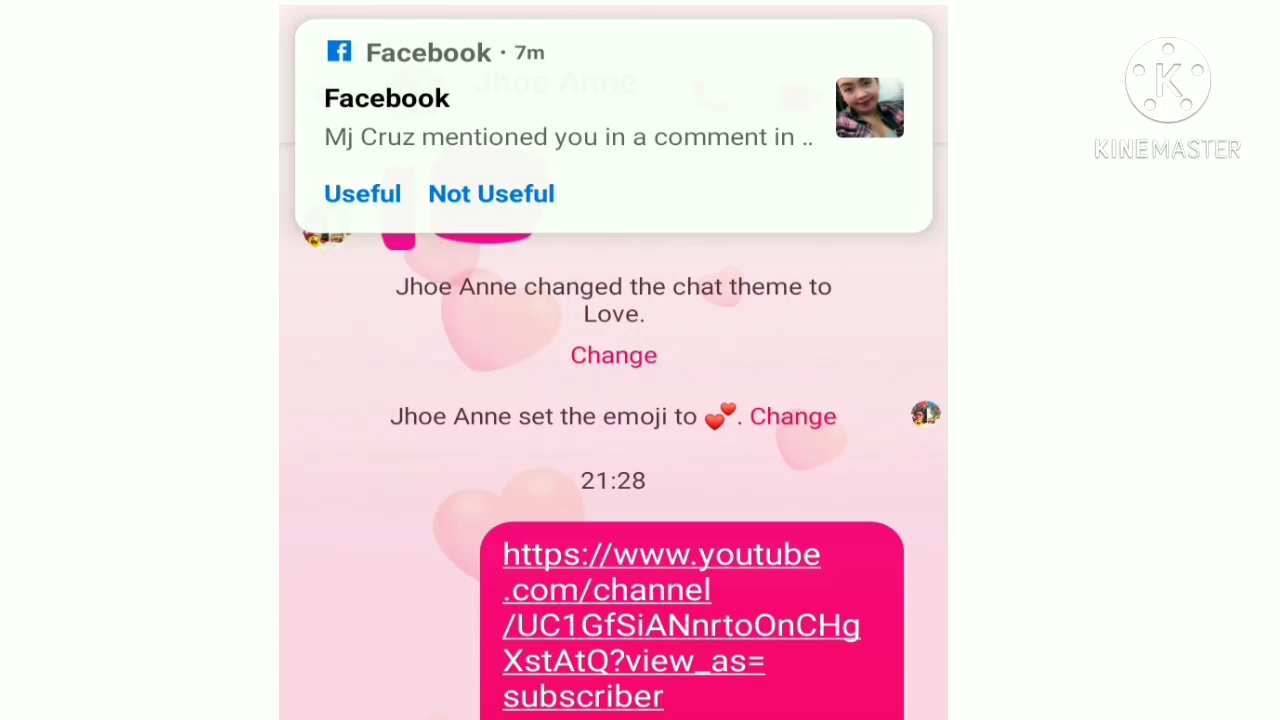 Facebook · 7m
Jhoe Anne
Facebook
Mj Cruz mentioned you in a comment in ..
Useful Not Useful
KINEMASTER
Jhoe Anne changed the chat theme to
Love.
Change
Jhoe Anne set the emoji to 💕. Change
21:28
https://www.youtube
.com/channel
/UC1GfSiANnrtoOnCHg
XstAtQ?view_as=
subscriber